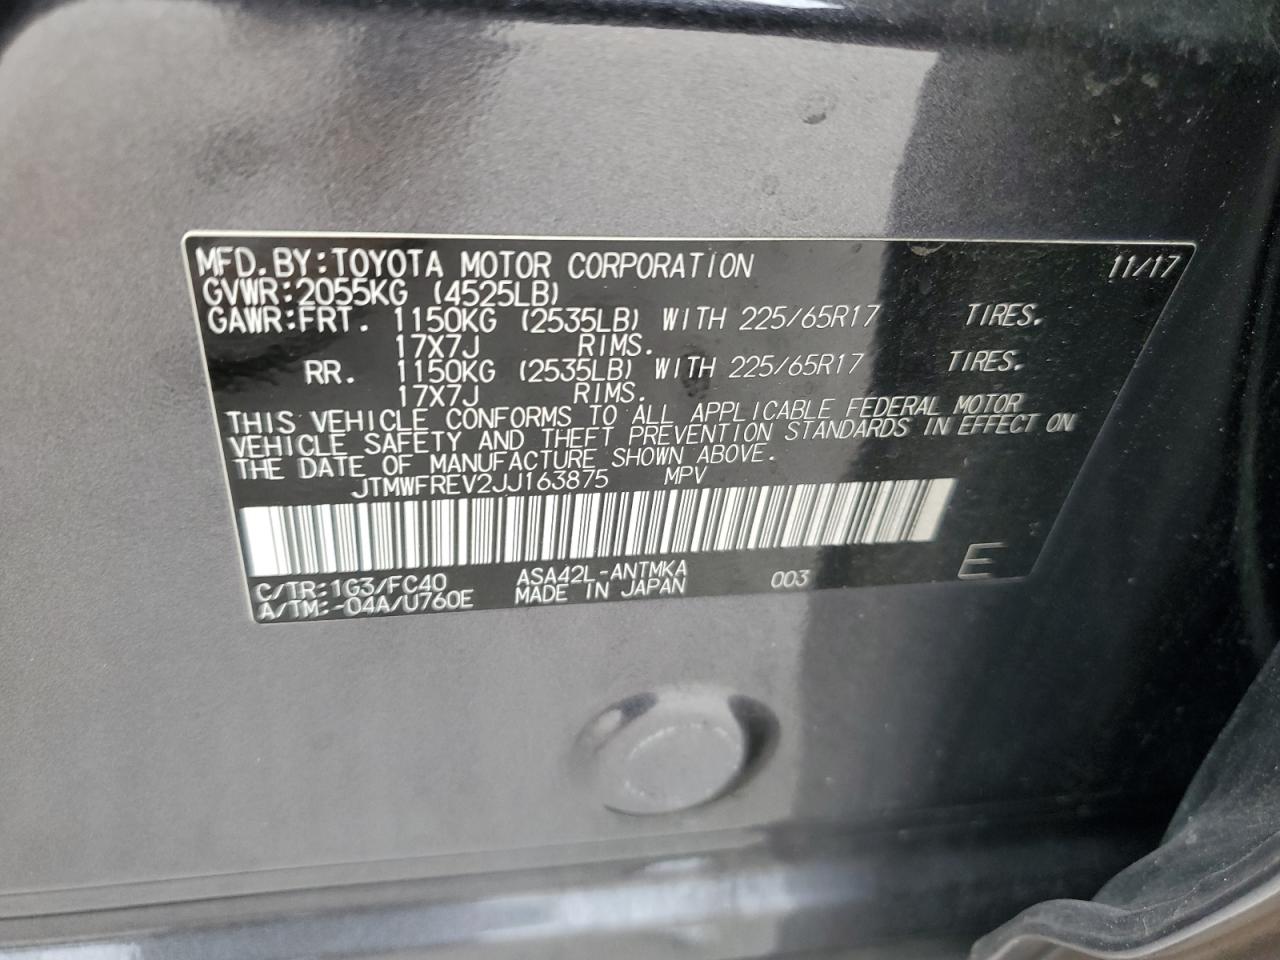 MFD.BY:TOYOTA MOTOR CORPORATION 11/17
GVWR:2055KG (4525LB)
GAWR:FRT. 1150KG (2535LB) WITH 225/65R17 TIRES.
17X7J RIMS.
RR. 1150KG (2535LB) WITH 225/65R17 TIRES.
17X7J RIMS.
THIS VEHICLE CONFORMS TO ALL APPLICABLE FEDERAL MOTOR
VEHICLE SAFETY AND THEFT PREVENTION STANDARDS IN EFFECT ON
THE DATE OF MANUFACTURE SHOWN ABOVE.
JTMWFREV2JJ163875 MPV
C/TR:1G3/FC40 ASA42L-ANTMKA 003 E
A/TM:-04A/U760E MADE IN JAPAN